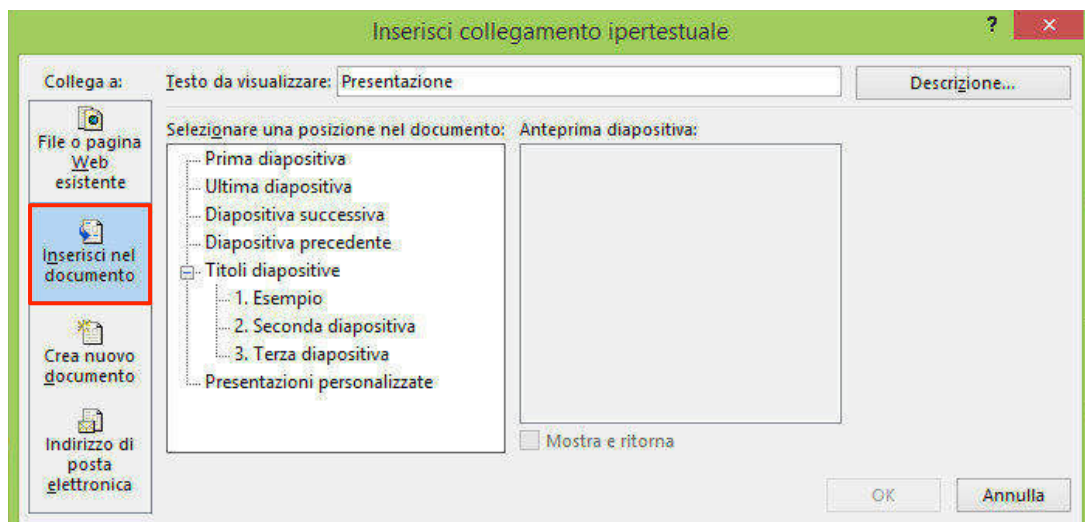 Inserisci collegamento ipertestuale
?
Collega a:
Testo da visualizzare: Presentazione
Descrizione...
File o pagina
Web
esistente
Inserisci nel
documento
Crea nuovo
documento
Indirizzo di
posta
elettronica
Selezionare una posizione nel documento:
Prima diapositiva
Ultima diapositiva
Diapositiva successiva
Diapositiva precedente
Titoli diapositive
1. Esempio
2. Seconda diapositiva
3. Terza diapositiva
Presentazioni personalizzate
Anteprima diapositiva:
Mostra e ritorna
OK
Annulla